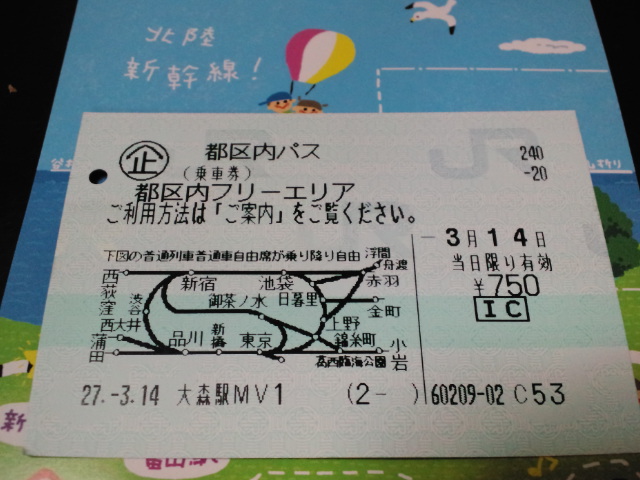 北陸
新幹線!
企
都区内パス
(乗車券)
240
-20
都区内フリーエリア
ご利用方法は「ご案内」をご覧ください。
-3月14日
当日限り有効
¥750
IC
下図の普通列車普通車自由席が乗り降り自由
浮間
舟渡
西荻窪
新宿
池袋
赤羽
渋谷
御茶ノ水
日暮里
金町
西大井
上野
蒲田
品川
新橋
東京
錦糸町
小岩
葛西臨海公園
27.-3.14 大森駅MV1 (2- ) 60209-02 C53
新
富山